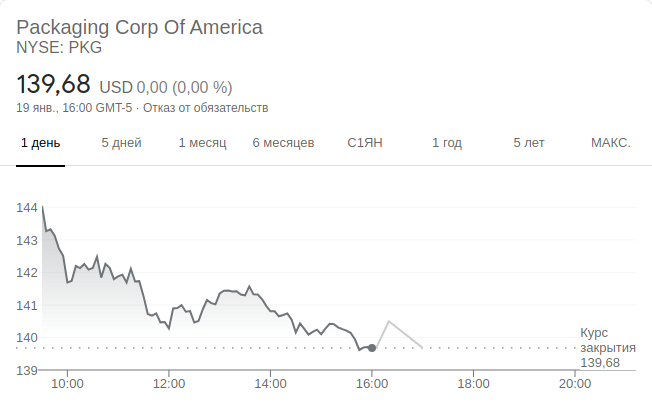 Packaging Corp Of America
NYSE: PKG
139,68 USD 0,00 (0,00 %)
19 янв., 16:00 GMT-5 · Отказ от обязательств
1 день 5 дней 1 месяц 6 месяцев С1ЯН 1 год 5 лет МАКС.
144
143
142
141
140
139
Курс
закрытия
139,68
10:00 12:00 14:00 16:00 18:00 20:00